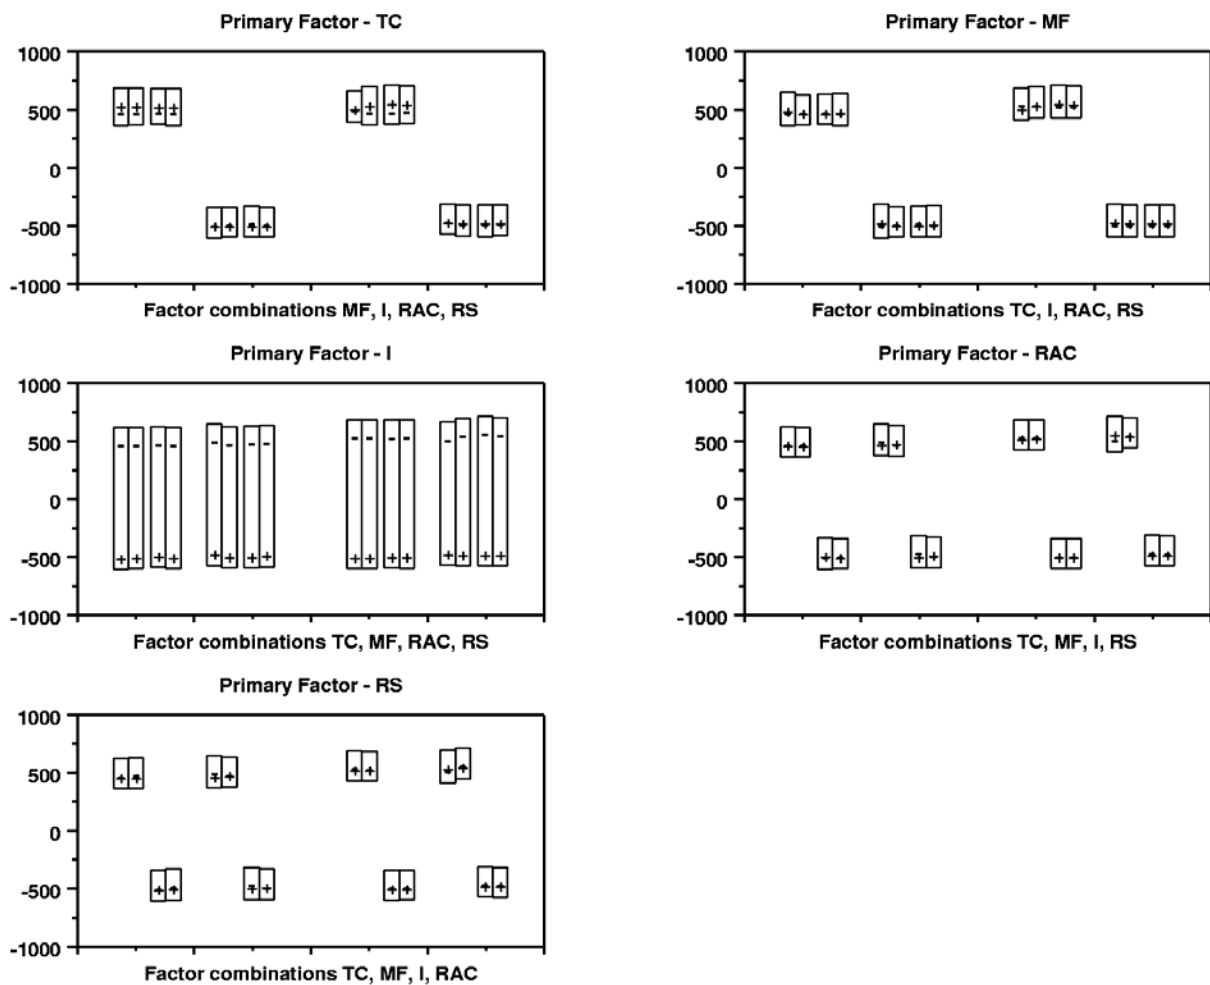 Primary Factor - TC
1000
500
0
-500
-1000
Factor combinations MF, I, RAC, RS
Primary Factor - MF
1000
500
0
-500
-1000
Factor combinations TC, I, RAC, RS
Primary Factor - I
1000
500
0
-500
-1000
Factor combinations TC, MF, RAC, RS
Primary Factor - RAC
1000
500
0
-500
-1000
Factor combinations TC, MF, I, RS
Primary Factor - RS
1000
500
0
-500
-1000
Factor combinations TC, MF, I, RAC